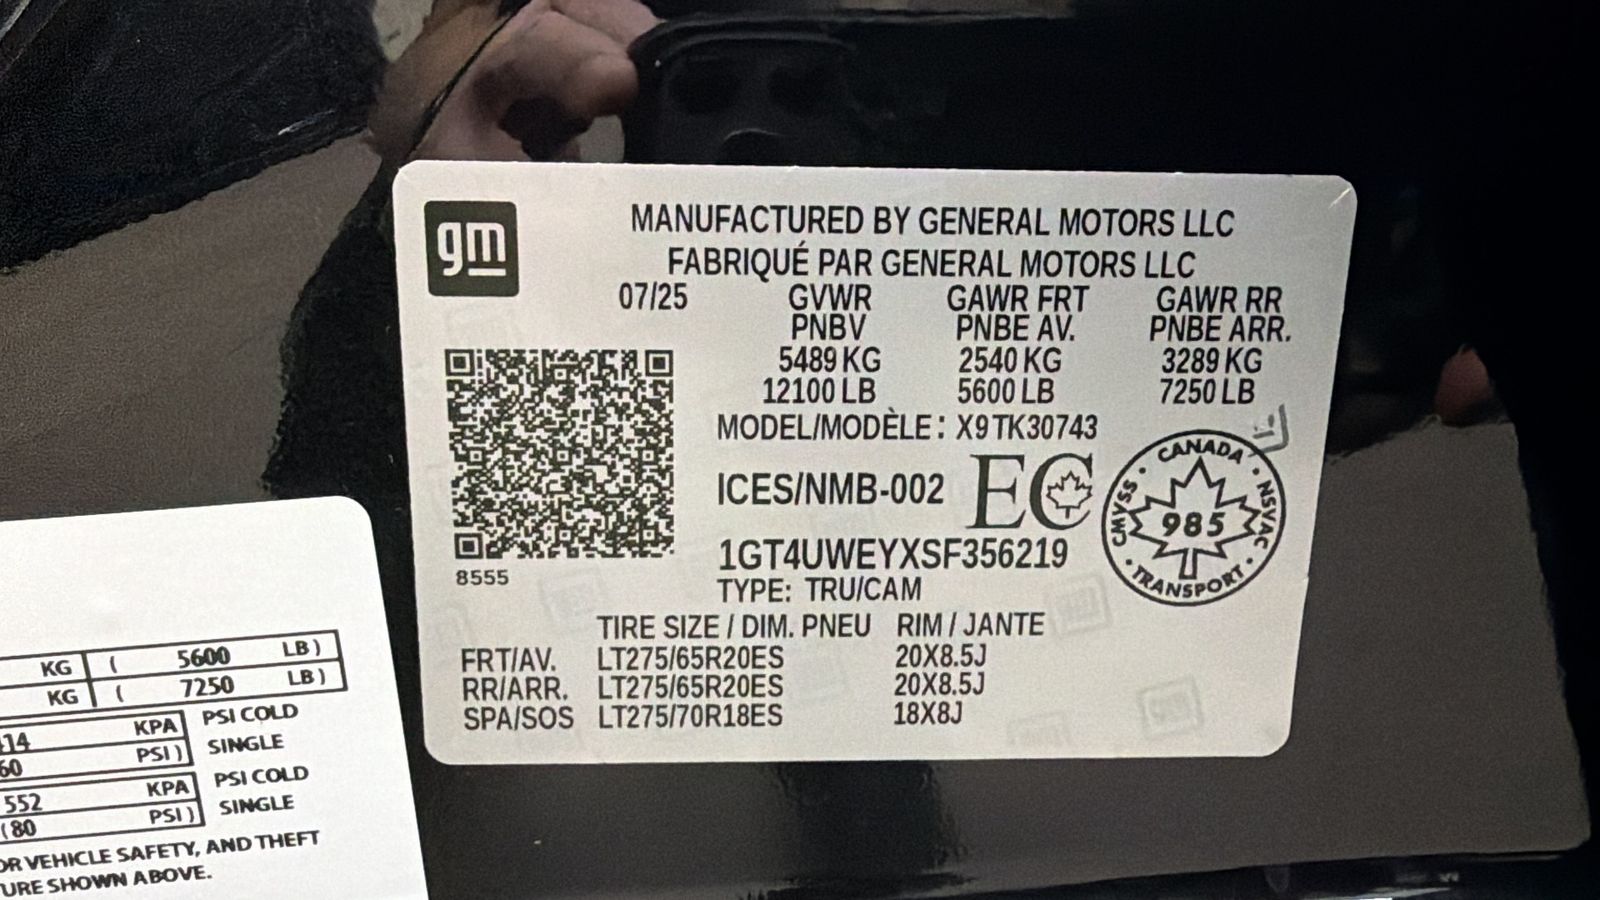 gm
MANUFACTURED BY GENERAL MOTORS LLC
FABRIQUÉ PAR GENERAL MOTORS LLC
07/25 GVWR GAWR FRT GAWR RR
PNBV PNBE AV. PNBE ARR.
5489 KG 2540 KG 3289 KG
12100 LB 5600 LB 7250 LB
MODEL/MODÈLE: X9 TK30743
ICES/NMB-002 EC
CANADA
CMVSS 985 NSVAC
TRANSPORT
1GT4UWEYXSF356219
8555
TYPE: TRU/CAM
TIRE SIZE / DIM. PNEU RIM / JANTE
FRT/AV. LT275/65R20ES 20X8.5J
RR/ARR. LT275/65R20ES 20X8.5J
SPA/SOS LT275/70R18ES 18X8J
KG ( 5600 LB)
KG ( 7250 LB)
KPA PSI COLD
60 PSI) SINGLE
552 KPA PSI COLD
(80 PSI) SINGLE
VEHICLE SAFETY, AND THEFT
SHOWN ABOVE.